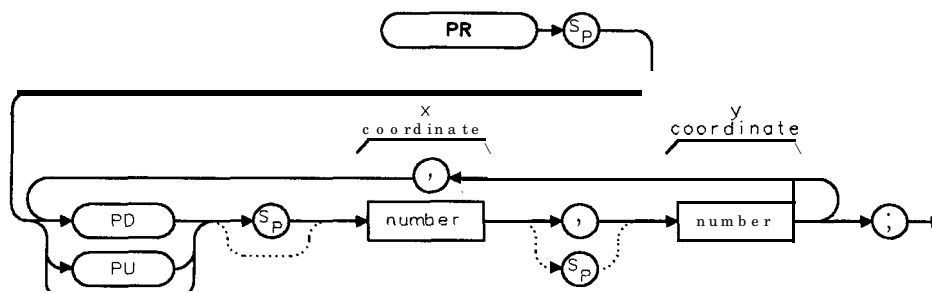 PR SP
x
coordinate
y
coordinate
,
PD SP number , number ;
PU SP